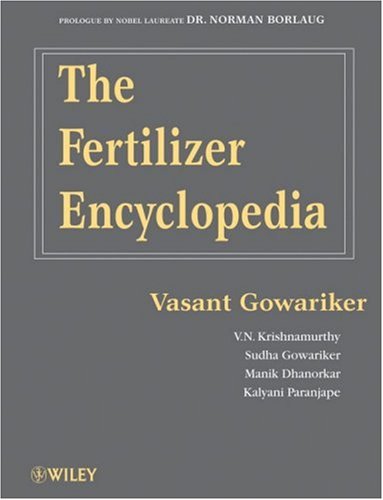 PROLOGUE BY NOBEL LAUREATE DR. NORMAN BORLAUG
The
Fertilizer
Encyclopedia
Vasant Gowariker
V.N. Krishnamurthy
Sudha Gowariker
Manik Dhanorkar
Kalyani Paranjape
WILEY